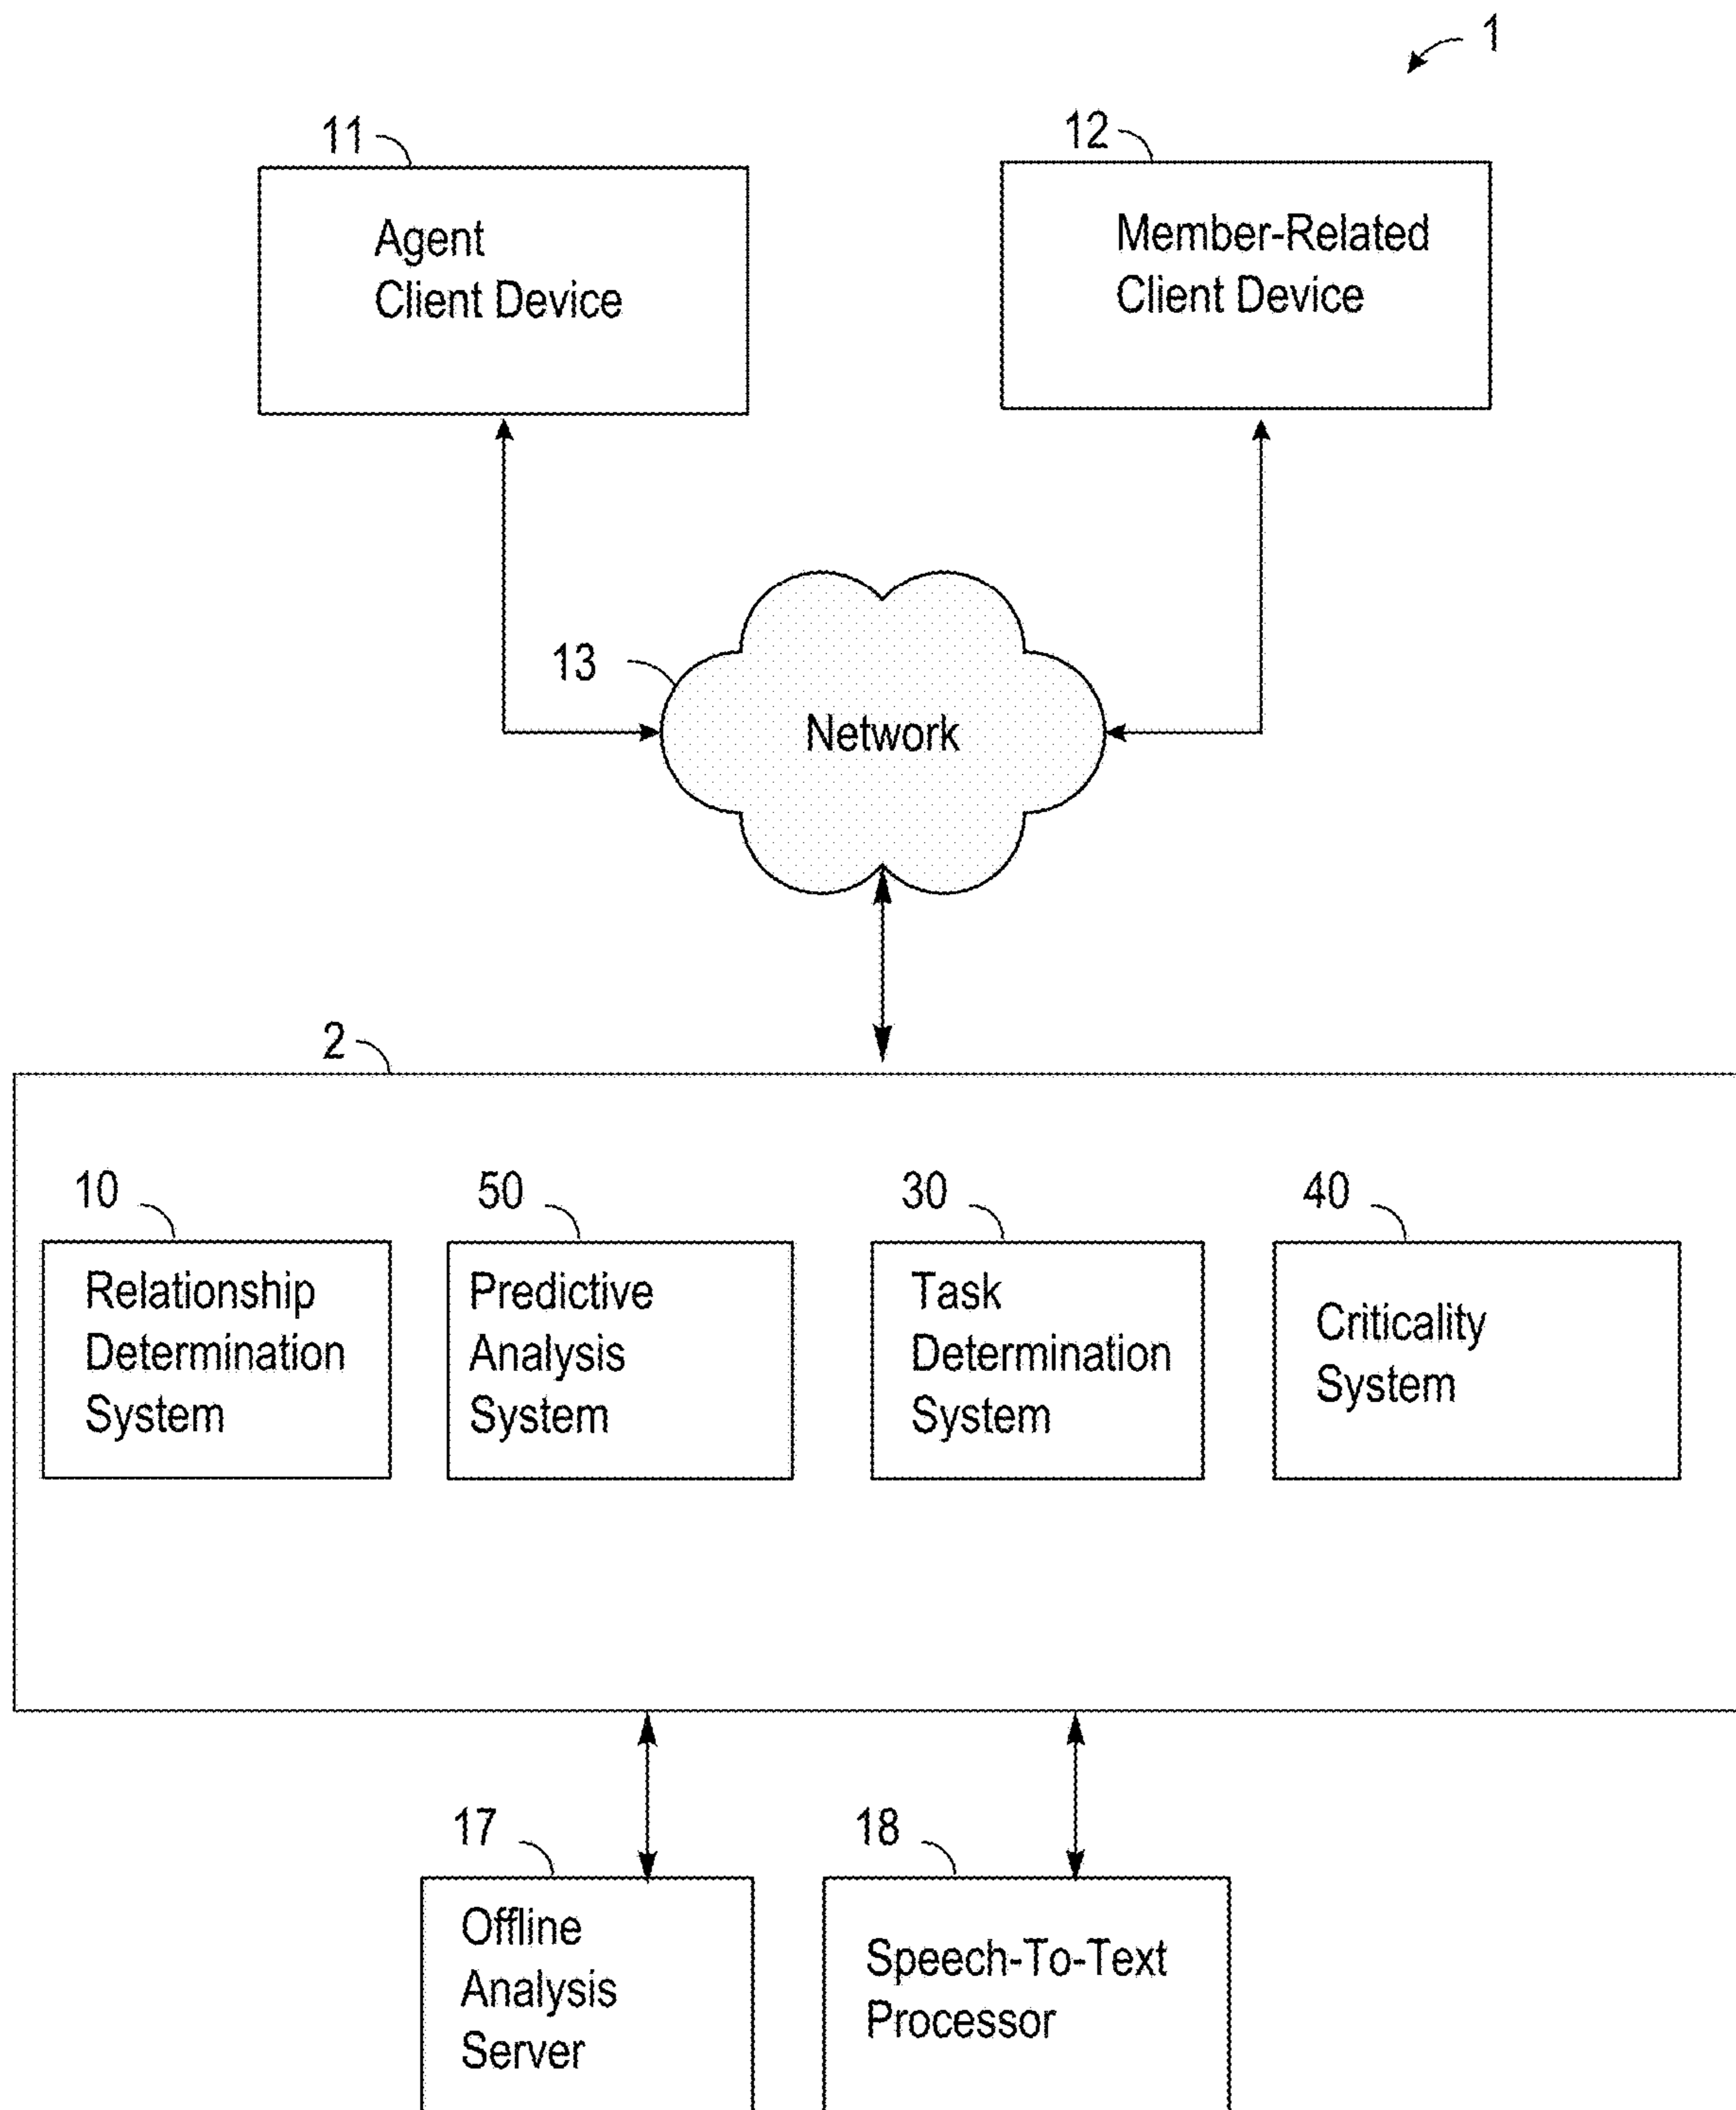 1
11
12
Agent
Client Device
Member-Related
Client Device
13
Network
2
10
50
30
40
Relationship
Determination
System
Predictive
Analysis
System
Task
Determination
System
Criticality
System
17
18
Offline
Analysis
Server
Speech-To-Text
Processor